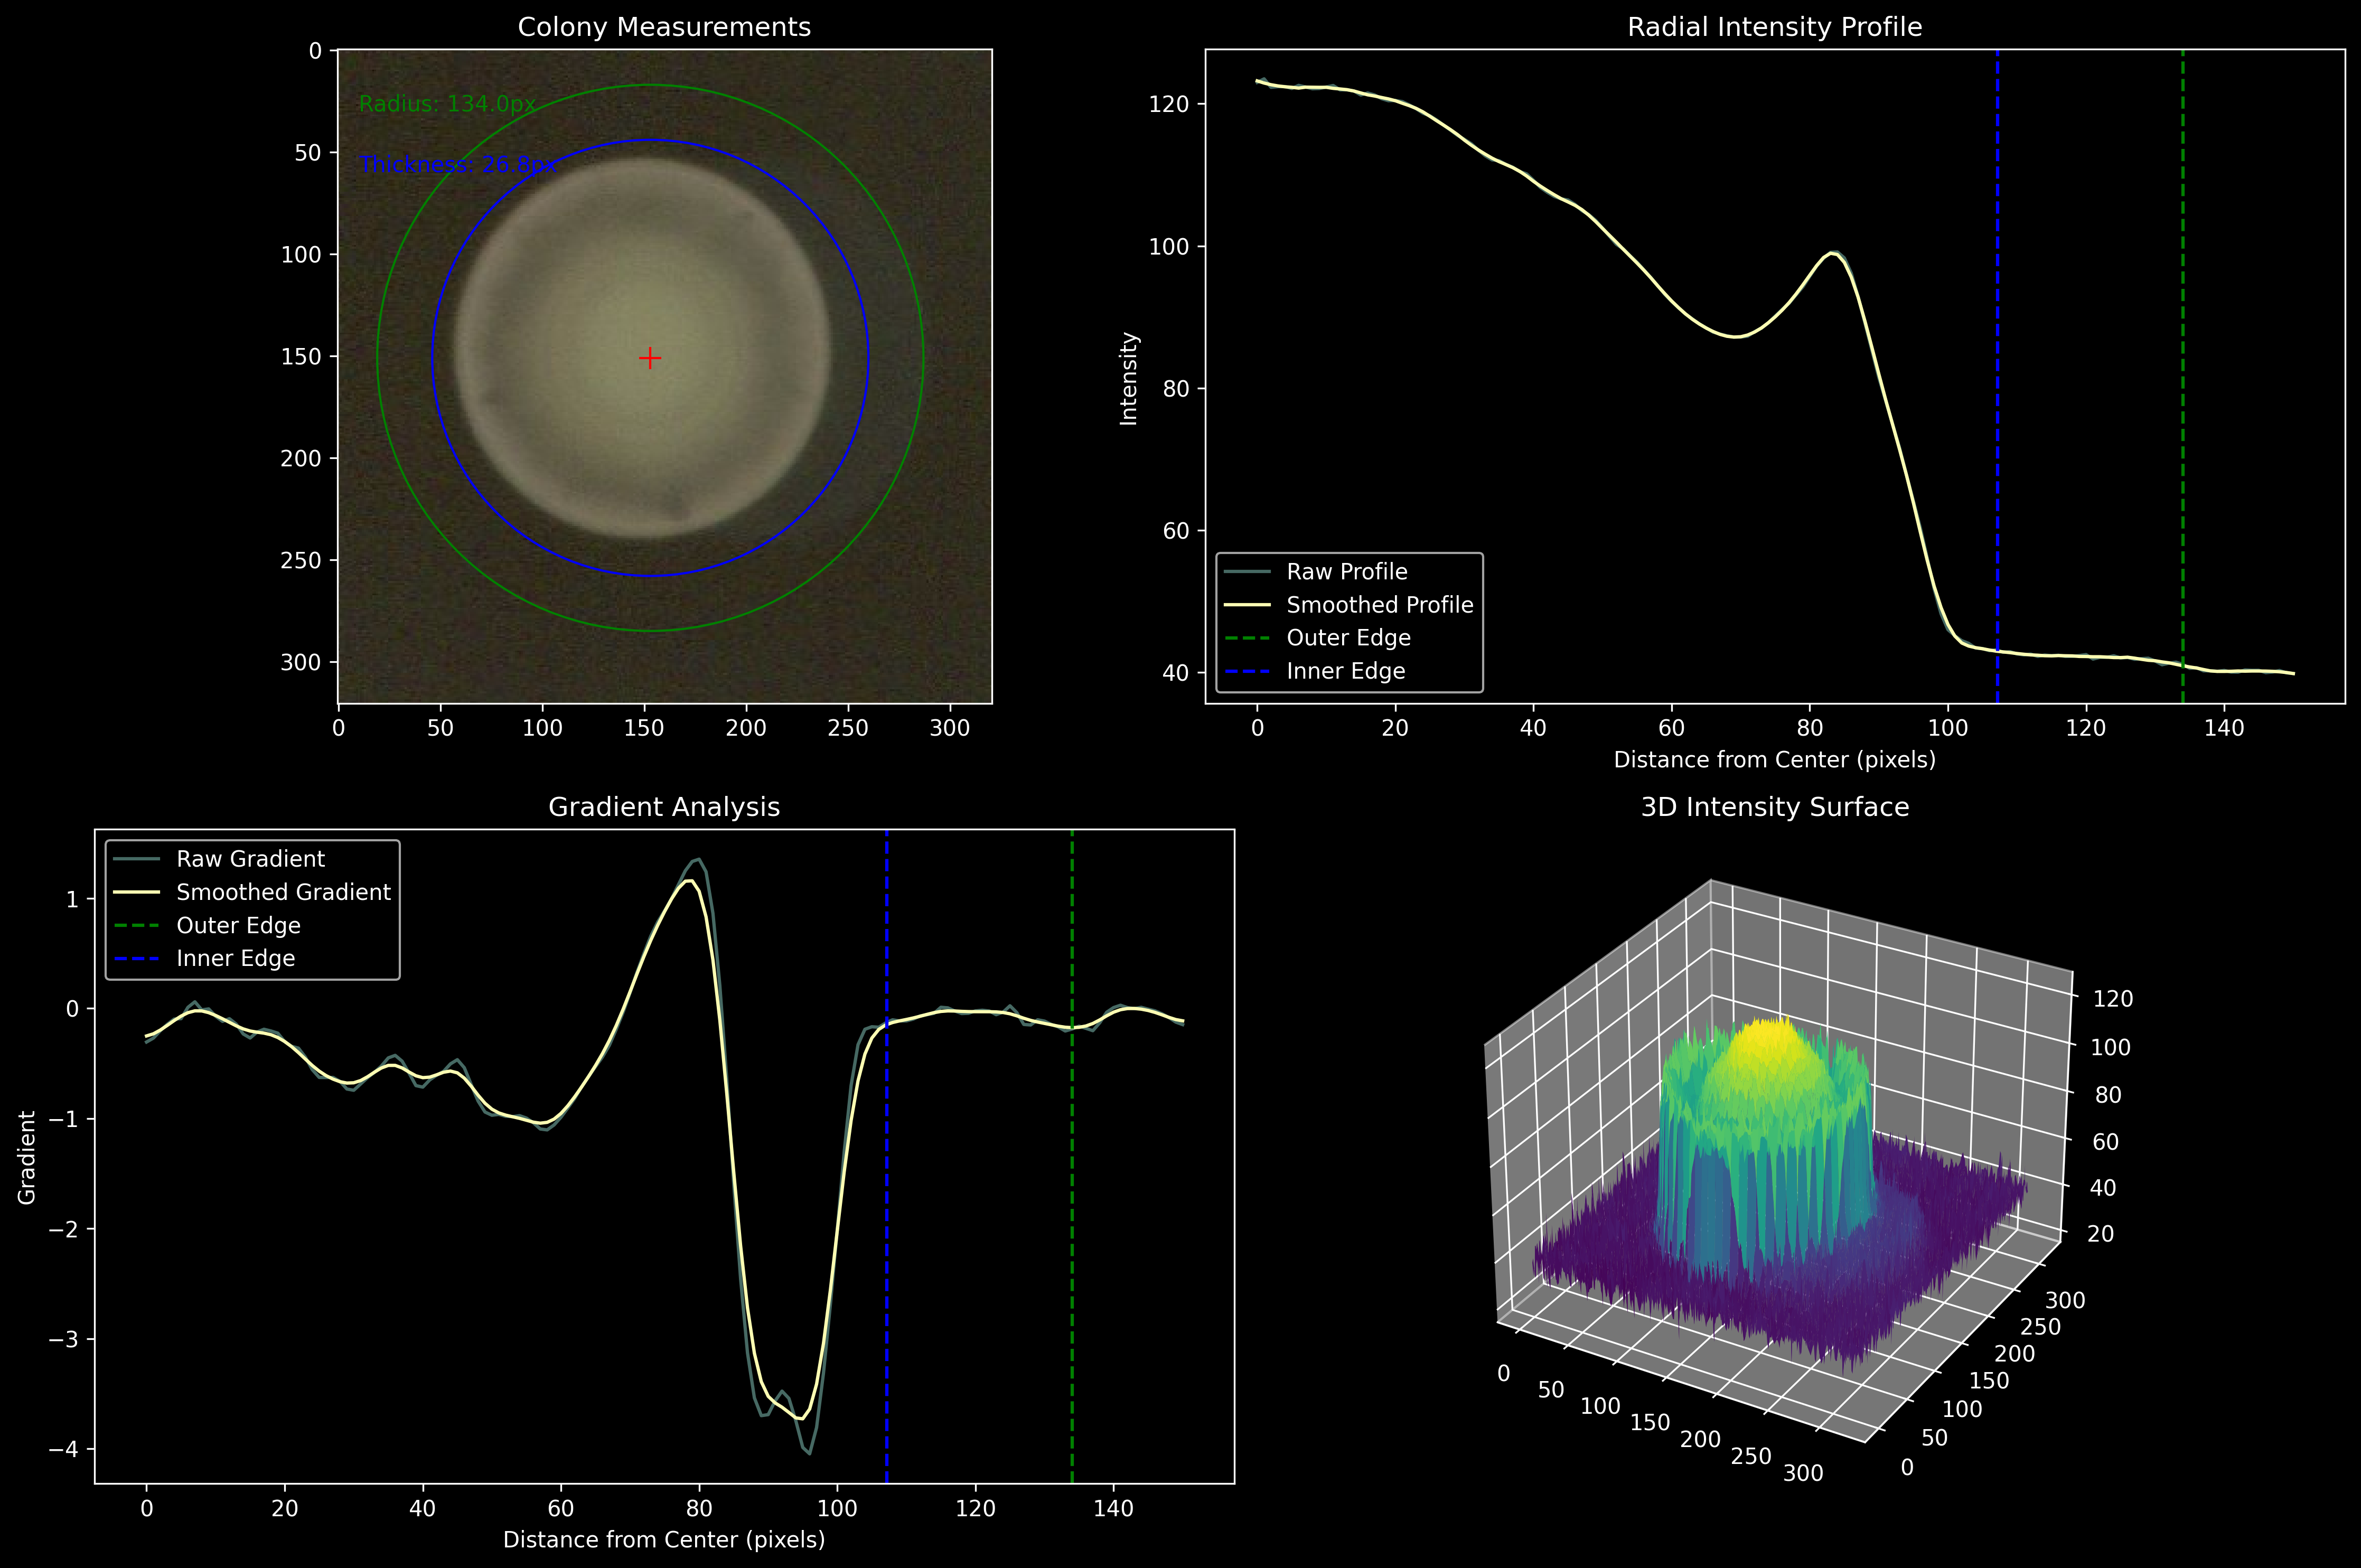 Colony Measurements
0
50
100
150
200
250
300
Radius: 134.0px
Thickness: 26.8px
0 50 100 150 200 250 300
Radial Intensity Profile
Intensity
120
100
80
60
40
Raw Profile
Smoothed Profile
Outer Edge
Inner Edge
0 20 40 60 80 100 120 140
Distance from Center (pixels)
Gradient Analysis
Gradient
1
0
−1
−2
−3
−4
Raw Gradient
Smoothed Gradient
Outer Edge
Inner Edge
0 20 40 60 80 100 120 140
Distance from Center (pixels)
3D Intensity Surface
120
100
80
60
40
20
0 50 100 150 200 250 300
300
250
200
150
100
50
0